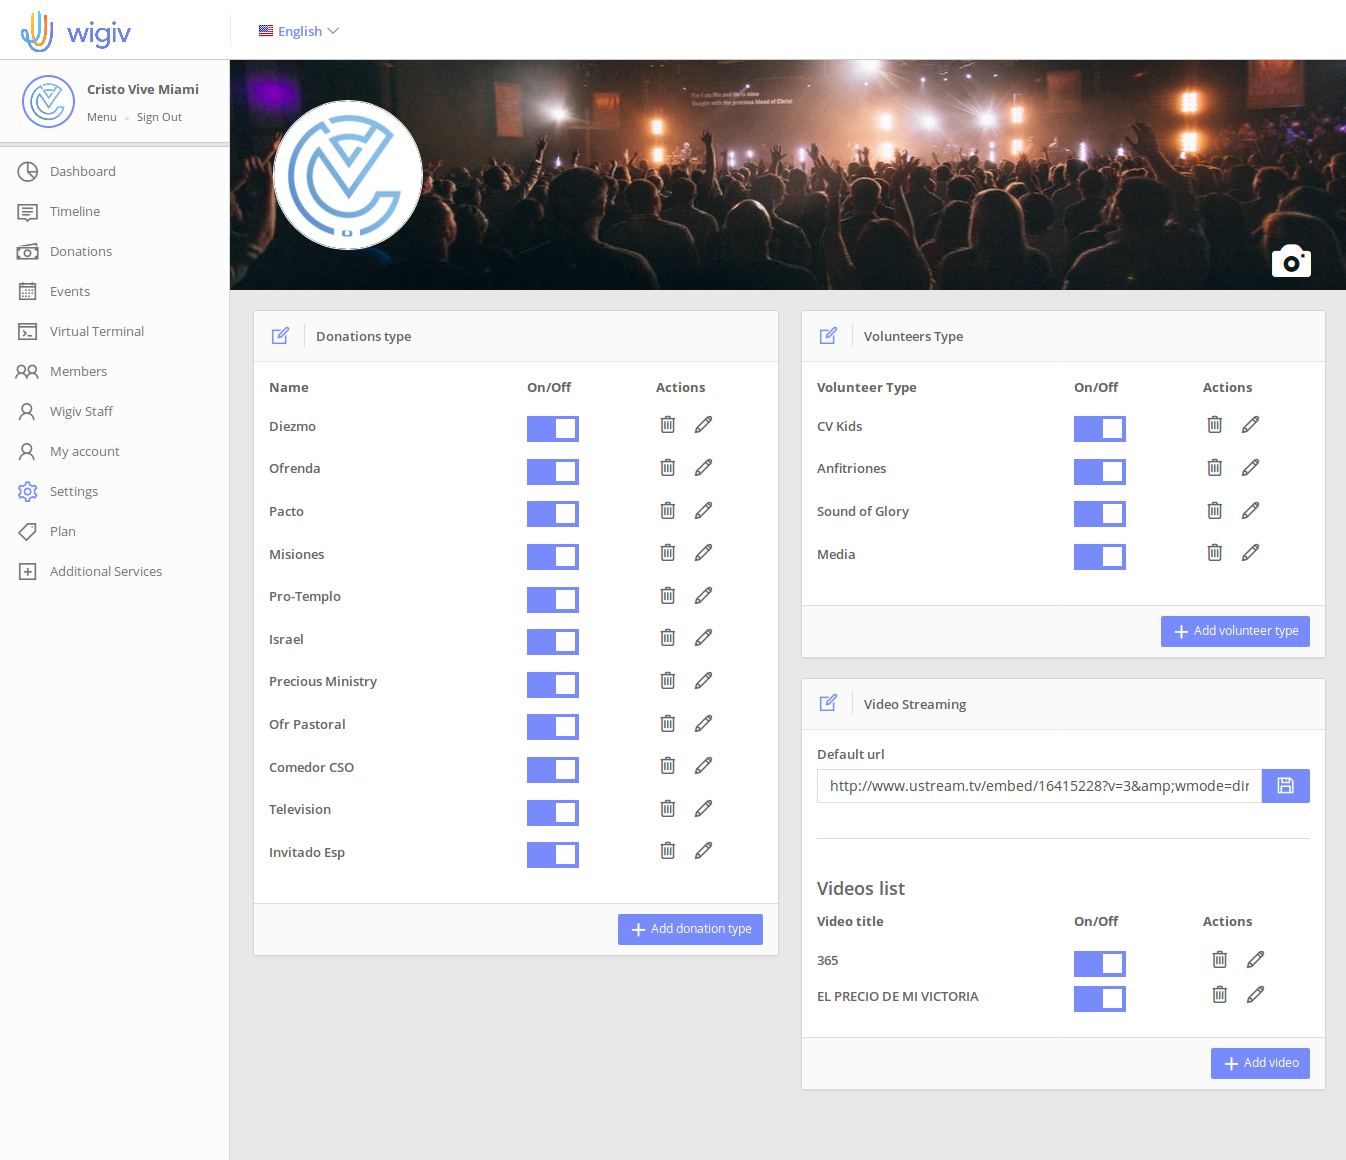 wigiv
English
Cristo Vive Miami
Menu Sign Out
Dashboard
Timeline
Donations
Events
Virtual Terminal
Members
Wigiv Staff
My account
Settings
Plan
Additional Services
For I am His and He is mine
Bought with the precious blood of Christ
Donations type
Name On/Off Actions
Diezmo
Ofrenda
Pacto
Misiones
Pro-Templo
Israel
Precious Ministry
Ofr Pastoral
Comedor CSO
Television
Invitado Esp
Add donation type
Volunteers Type
Volunteer Type On/Off Actions
CV Kids
Anfitriones
Sound of Glory
Media
Add volunteer type
Video Streaming
Default url
http://www.ustream.tv/embed/16415228?v=3&amp;wmode=dir
Videos list
Video title On/Off Actions
365
EL PRECIO DE MI VICTORIA
Add video